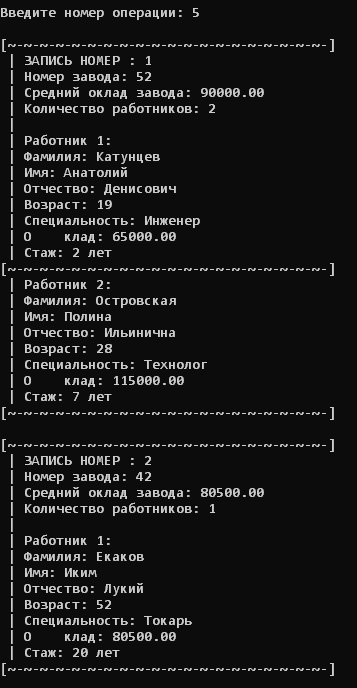 Введите номер операции: 5
[~-~-~-~-~-~-~-~-~-~-~-~-~-~-~-~-~-~-~-~-]
| ЗАПИСЬ НОМЕР : 1
| Номер завода: 52
| Средний оклад завода: 90000.00
| Количество работников: 2
|
| Работник 1:
| Фамилия: Катунцев
| Имя: Анатолий
| Отчество: Денисович
| Возраст: 19
| Специальность: Инженер
| О    клад: 65000.00
| Стаж: 2 лет
[~-~-~-~-~-~-~-~-~-~-~-~-~-~-~-~-~-~-~-~-]
| Работник 2:
| Фамилия: Островская
| Имя: Полина
| Отчество: Ильинична
| Возраст: 28
| Специальность: Технолог
| О    клад: 115000.00
| Стаж: 7 лет
[~-~-~-~-~-~-~-~-~-~-~-~-~-~-~-~-~-~-~-~-]
[~-~-~-~-~-~-~-~-~-~-~-~-~-~-~-~-~-~-~-~-]
| ЗАПИСЬ НОМЕР : 2
| Номер завода: 42
| Средний оклад завода: 80500.00
| Количество работников: 1
|
| Работник 1:
| Фамилия: Екаков
| Имя: Иким
| Отчество: Лукий
| Возраст: 52
| Специальность: Токарь
| О    клад: 80500.00
| Стаж: 20 лет
[~-~-~-~-~-~-~-~-~-~-~-~-~-~-~-~-~-~-~-~-]